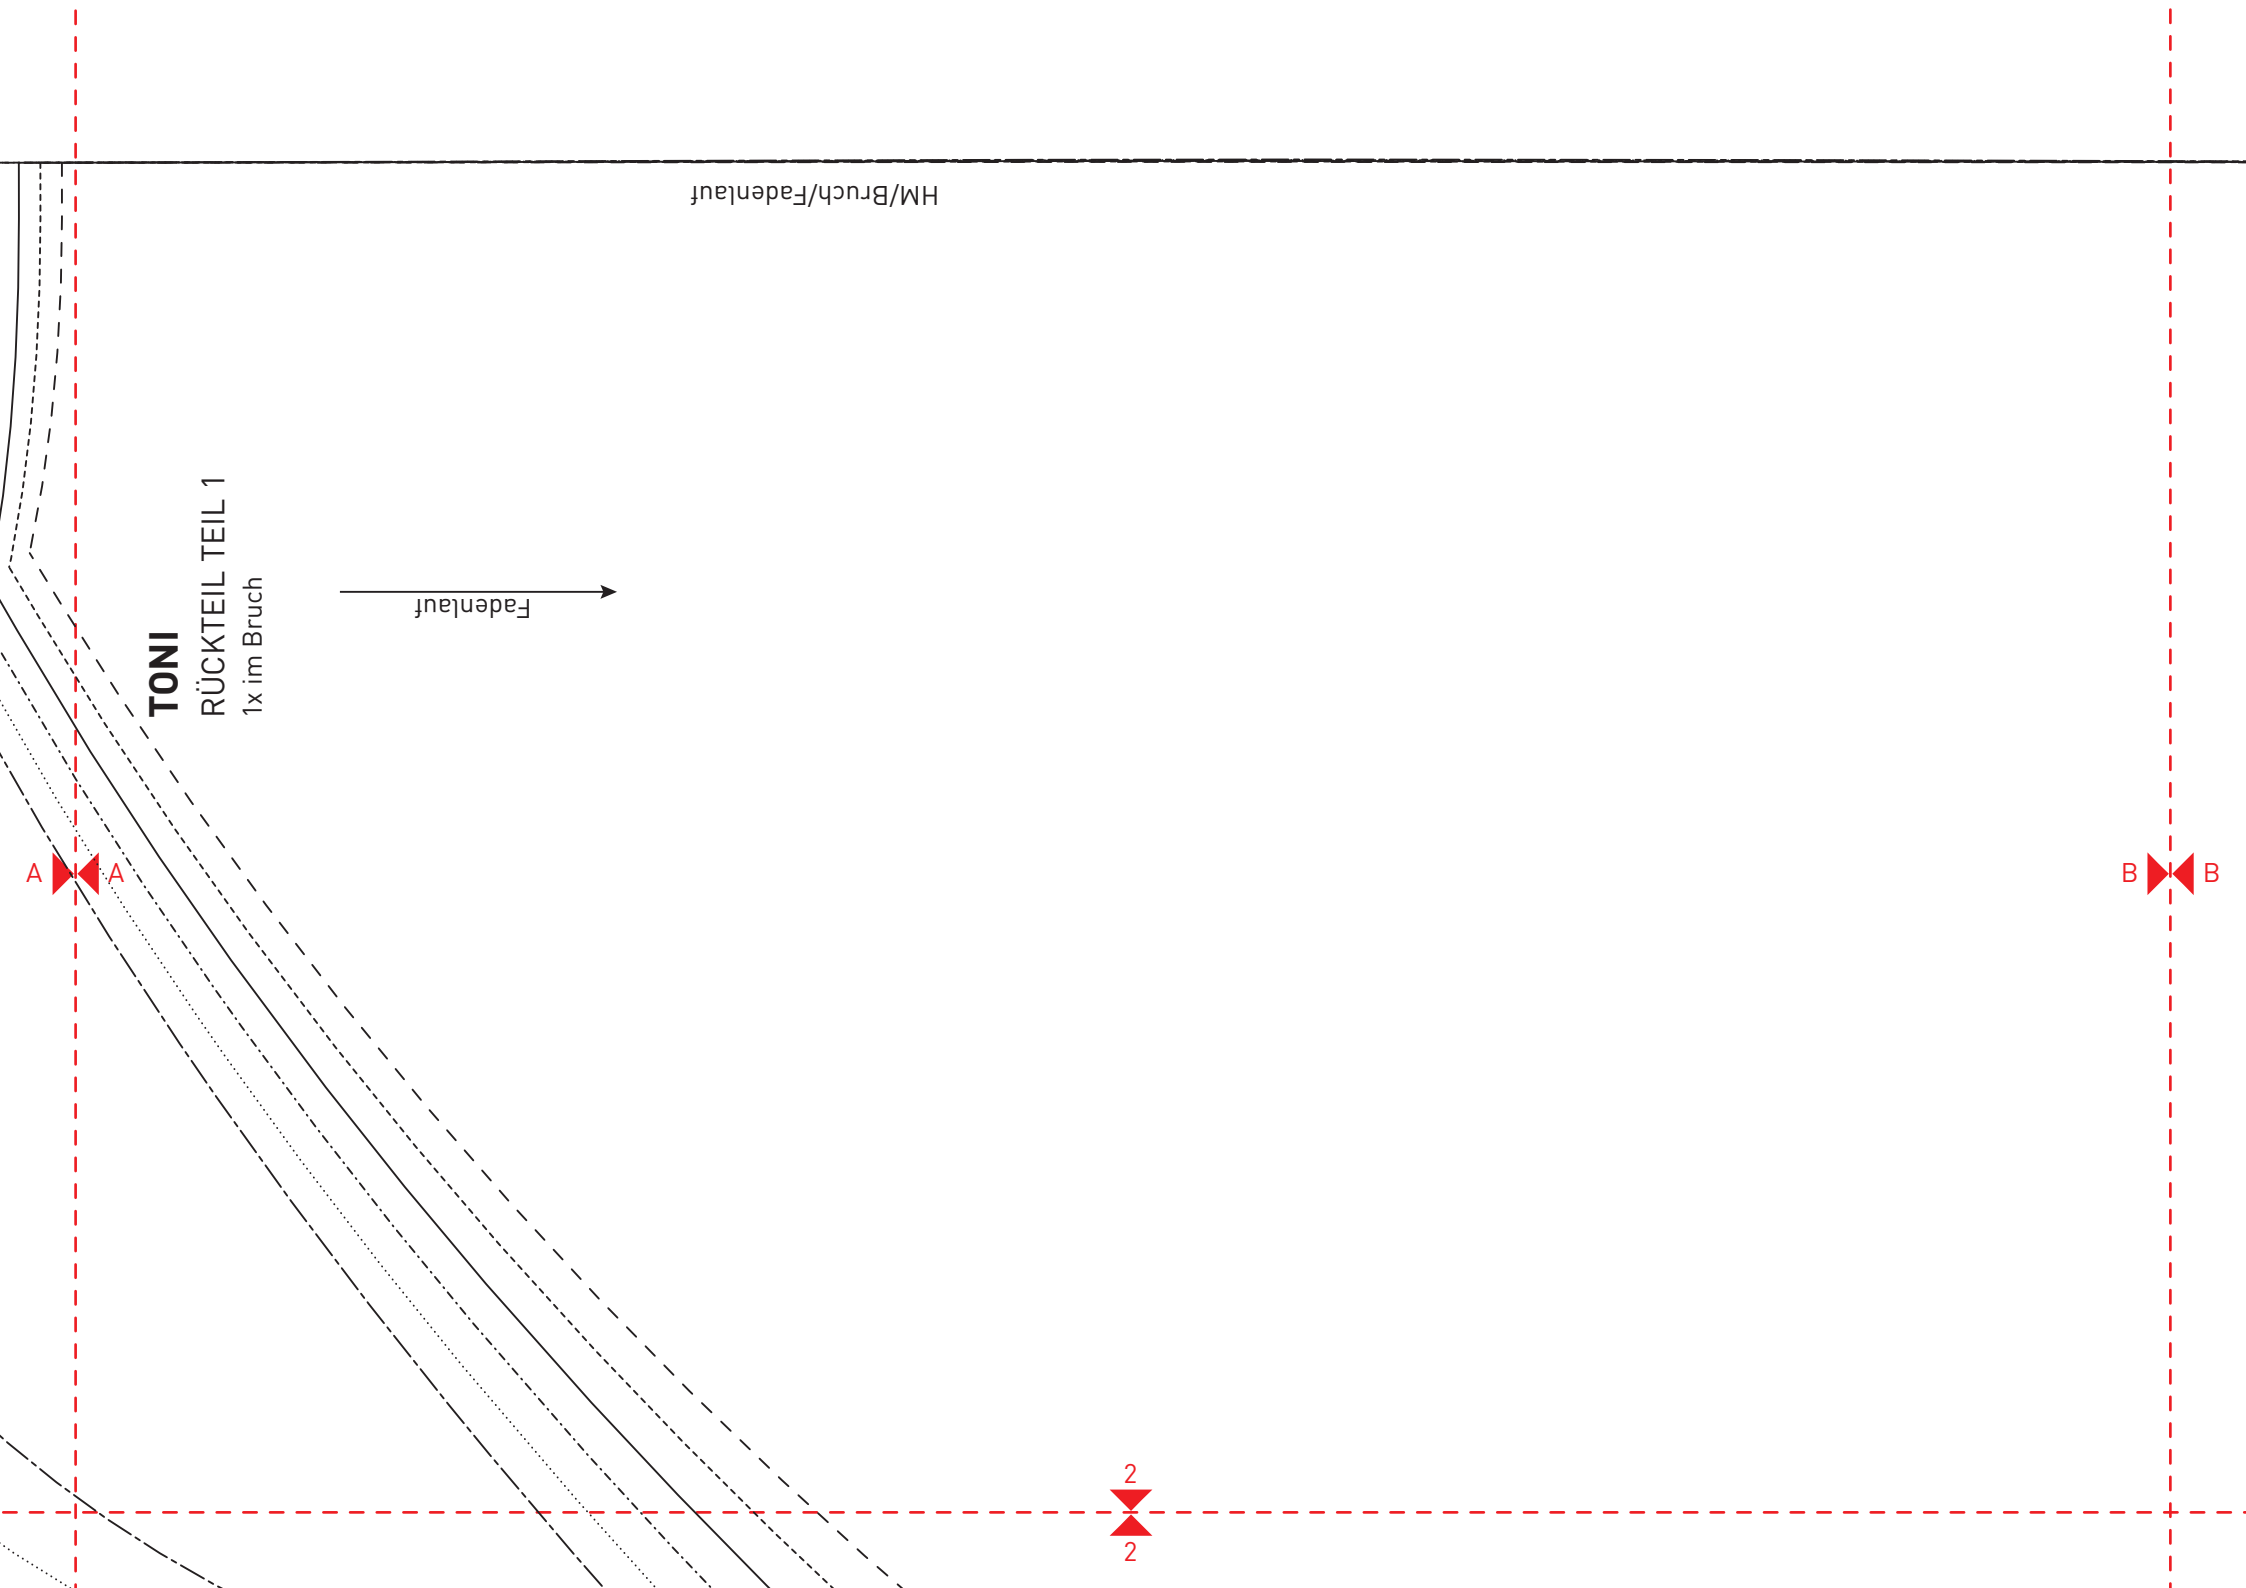 HM/Bruch/Fadenlauf
TONI
RÜCKTEIL TEIL 1
1x im Bruch
Fadenlauf
A A
B B
2
2